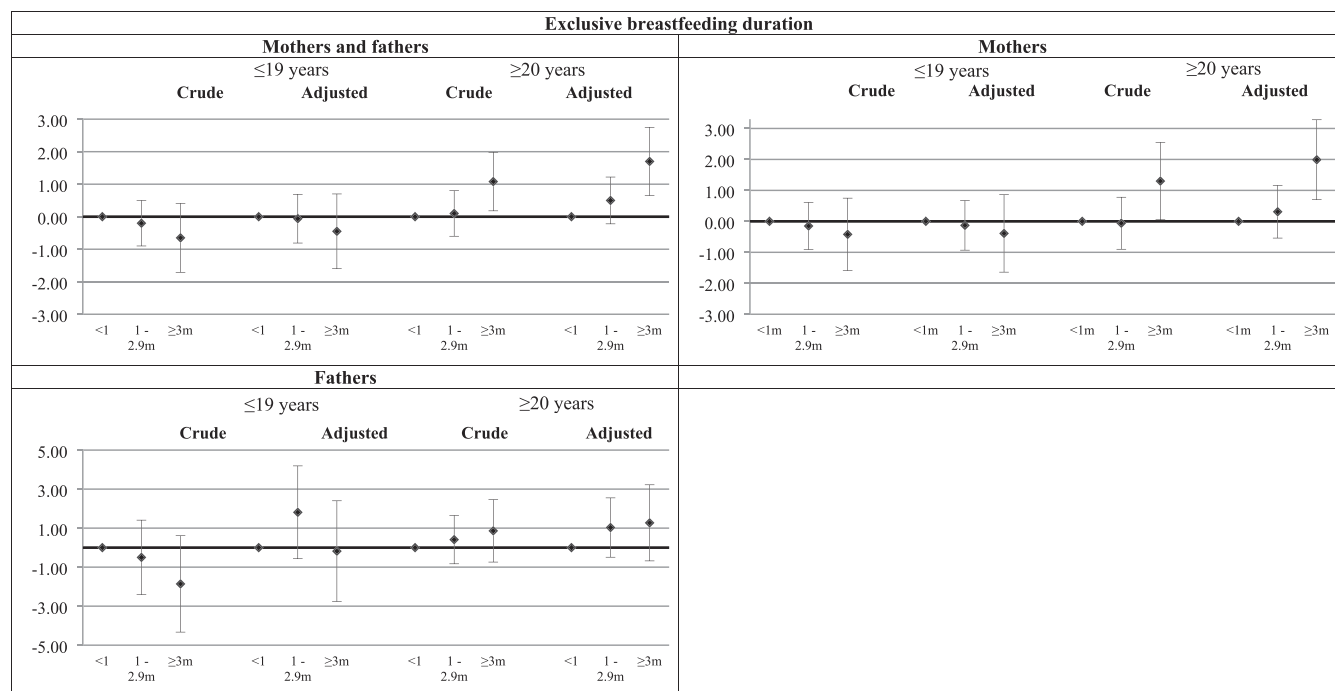 Exclusive breastfeeding duration
Mothers and fathers
≤19 years ≥20 years
Crude Adjusted Crude Adjusted
3.00
2.00
1.00
0.00
-1.00
-2.00
-3.00
<1 1 - ≥3m <1 1 - ≥3m <1 1 - ≥3m <1 1 - ≥3m
2.9m 2.9m 2.9m 2.9m
Mothers
≤19 years ≥20 years
Crude Adjusted Crude Adjusted
3.00
2.00
1.00
0.00
-1.00
-2.00
-3.00
<1m 1 - ≥3m <1m 1 - ≥3m <1m 1 - ≥3m <1m 1 - ≥3m
2.9m 2.9m 2.9m 2.9m
Fathers
≤19 years ≥20 years
Crude Adjusted Crude Adjusted
5.00
3.00
1.00
-1.00
-3.00
-5.00
<1 1 - ≥3m <1 1 - ≥3m <1 1 - ≥3m <1 1 - ≥3m
2.9m 2.9m 2.9m 2.9m